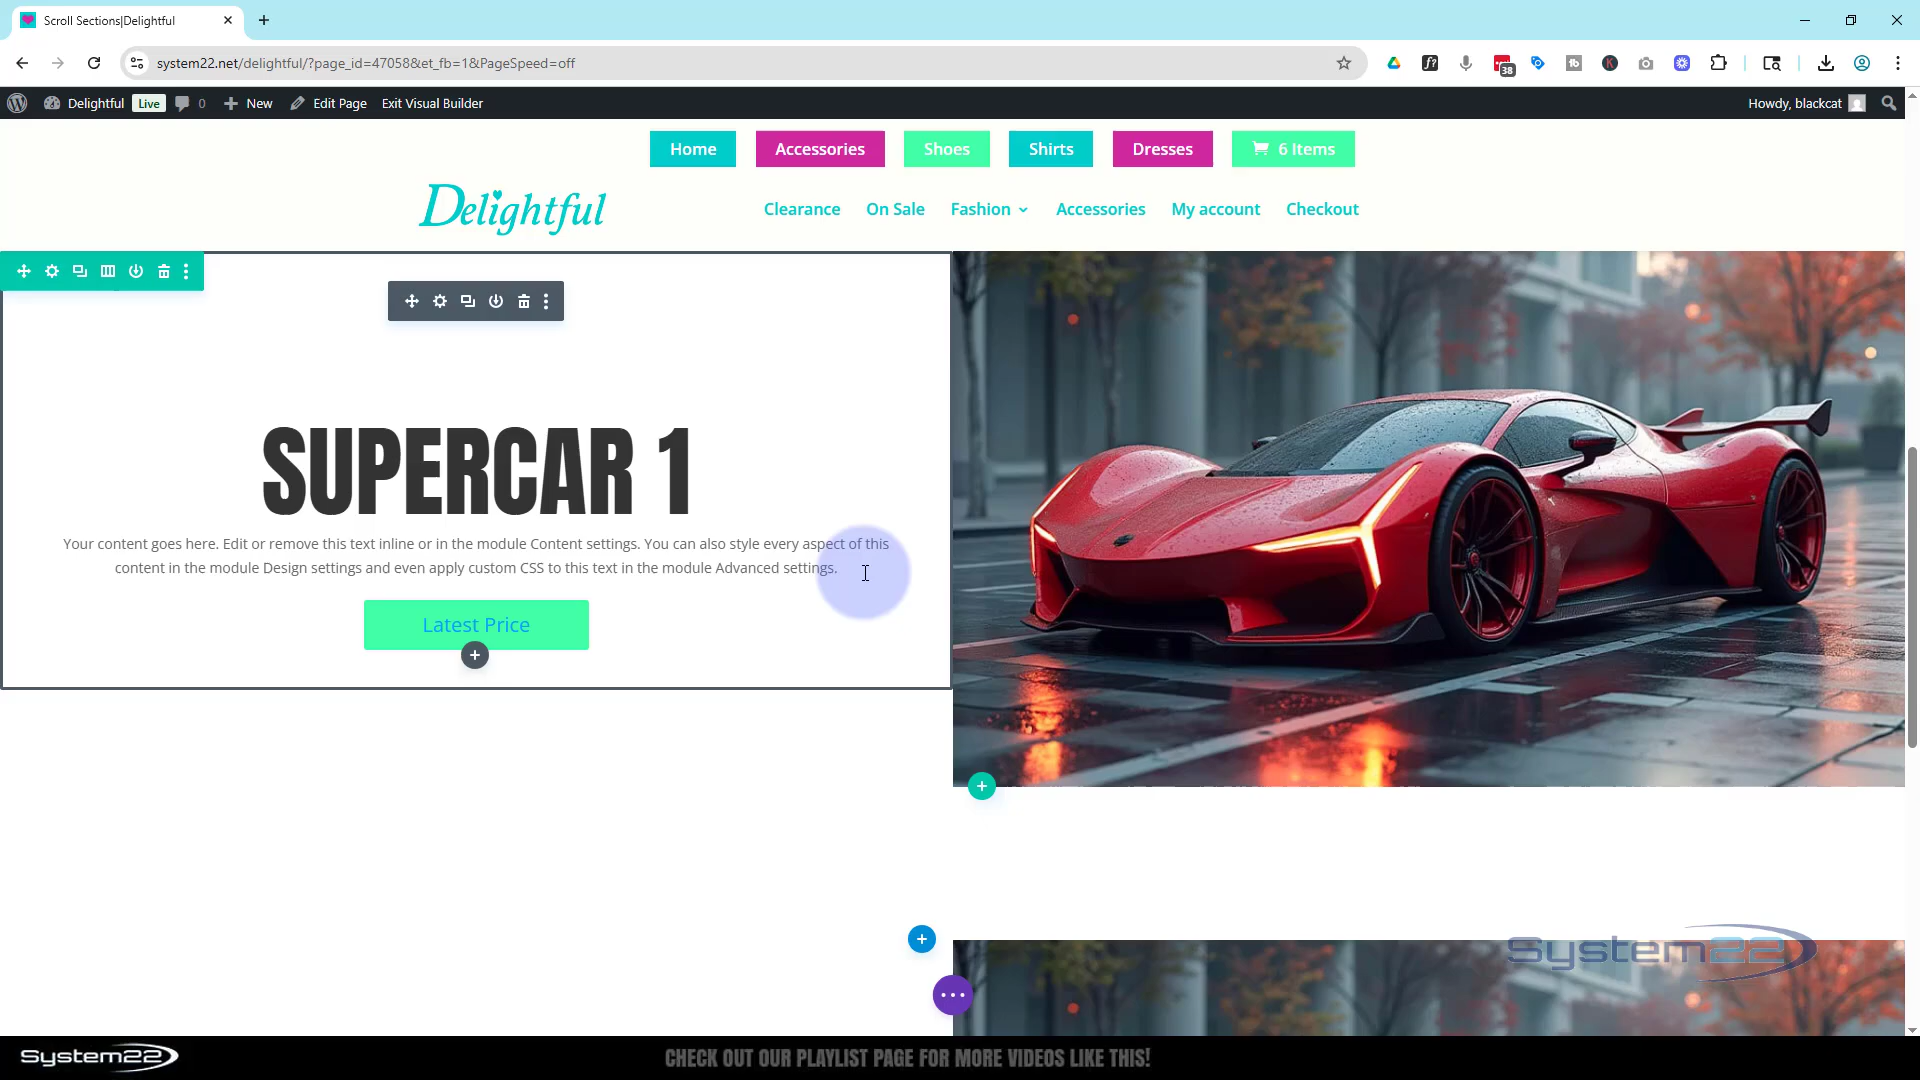 Scroll Sections|Delightful
system22.net/delightful/?page_id=47058&et_fb=1&PageSpeed=off
38
Delightful Live 0 New Edit Page Exit Visual Builder Howdy, blackcat
Home Accessories Shoes Shirts Dresses 6 Items
Delightful
Clearance On Sale Fashion Accessories My account Checkout
SUPERCAR 1
Your content goes here. Edit or remove this text inline or in the module Content settings. You can also style every aspect of this
content in the module Design settings and even apply custom CSS to this text in the module Advanced settings.
Latest Price
System22
System22
CHECK OUT OUR PLAYLIST PAGE FOR MORE VIDEOS LIKE THIS!